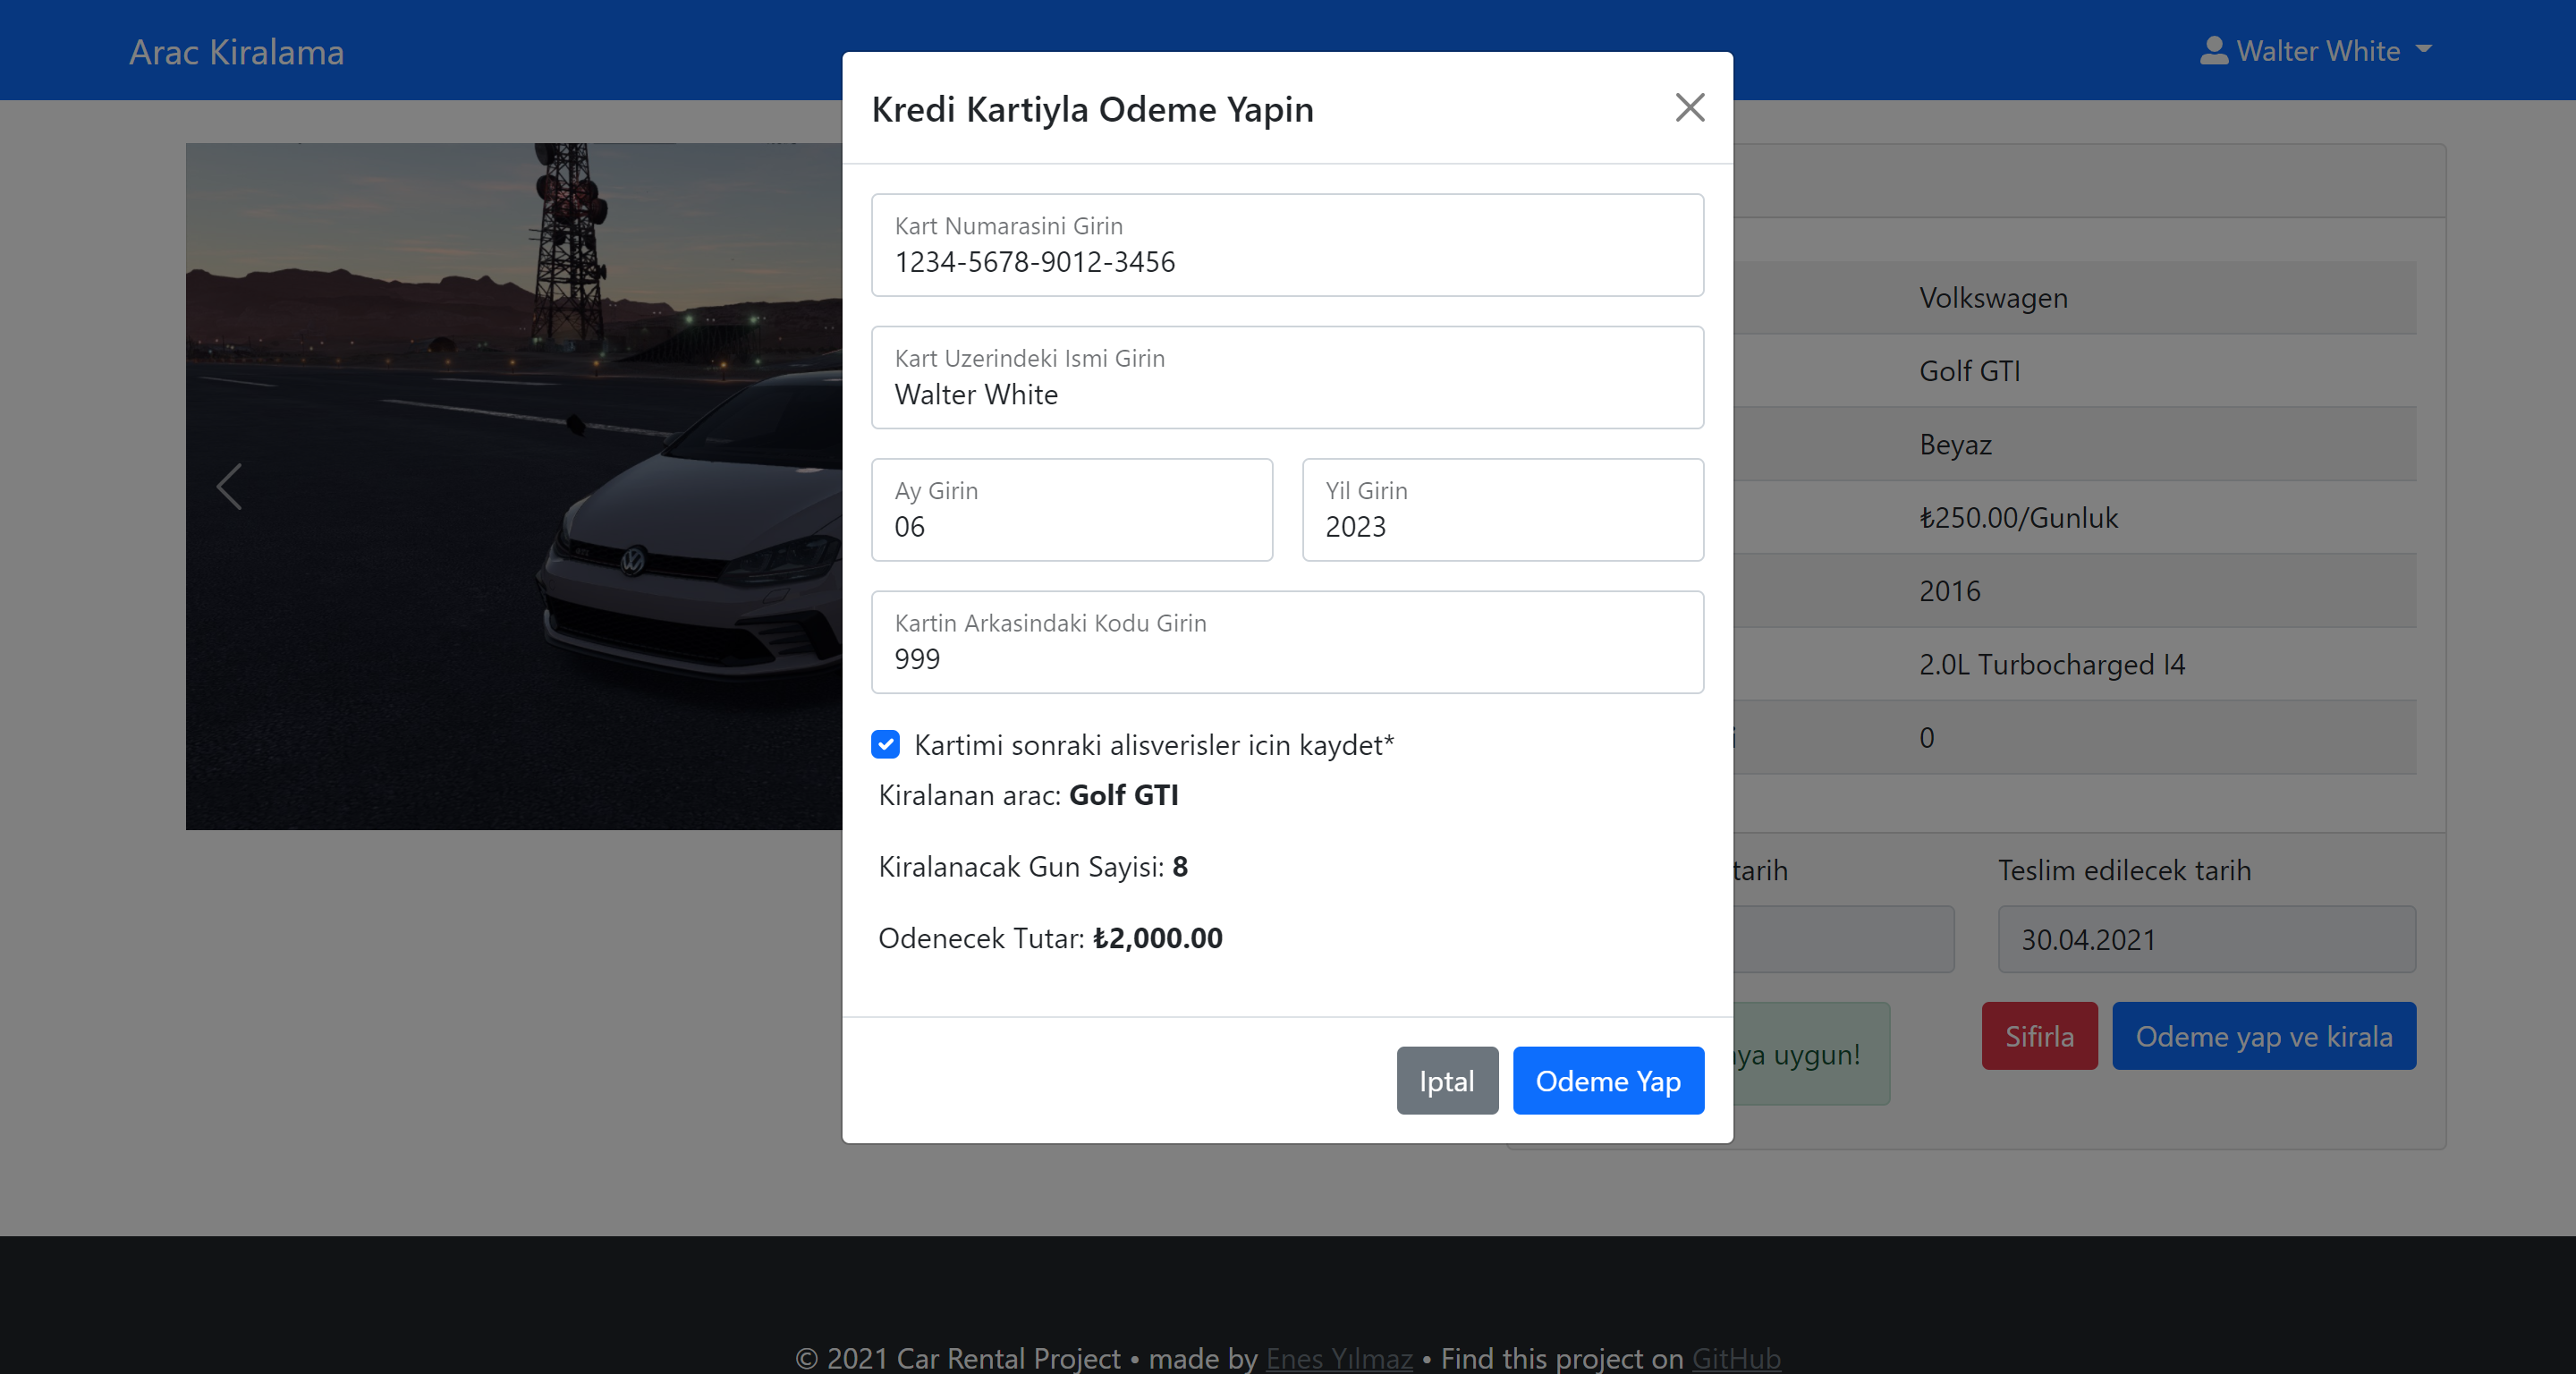 Arac Kiralama
Walter White
Kredi Kartiyla Odeme Yapin
Kart Numarasini Girin
1234-5678-9012-3456
Kart Uzerindeki Ismi Girin
Walter White
Ay Girin
06
Yil Girin
2023
Kartin Arkasindaki Kodu Girin
999
Kartimi sonraki alisverisler icin kaydet*
Kiralanan arac: Golf GTI
Kiralanacak Gun Sayisi: 8
Odenecek Tutar: ₺2,000.00
Iptal
Odeme Yap
Volkswagen
Golf GTI
Beyaz
₺250.00/Gunluk
2016
2.0L Turbocharged I4
0
tarih
Teslim edilecek tarih
30.04.2021
uygun!
Sifirla
Odeme yap ve kirala
© 2021 Car Rental Project • made by Enes Yılmaz • Find this project on GitHub